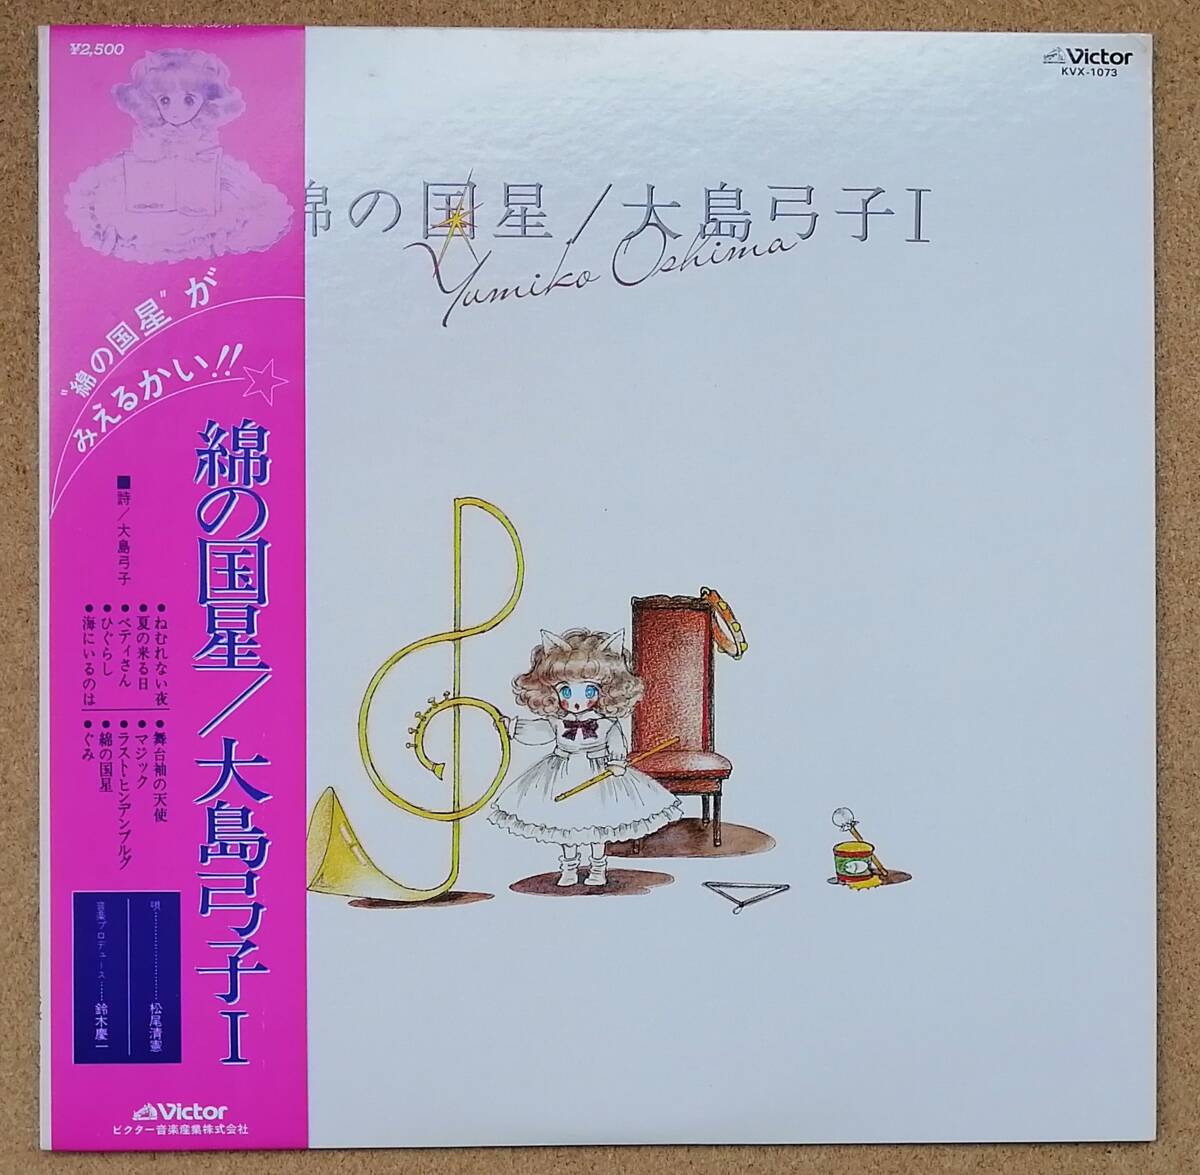 ¥2,500
"綿の国星"が
みえるかい!!
綿の国星/大島弓子I
■詩/大島弓子
●ねむれない夜
●夏の来る日
●ベティさん
●ひぐらし
●海にいるのは
●舞台袖の天使
●マジック
●ラスト・ヒンデンブルグ
●綿の国星
●ぐみ
唄……………………松尾清憲
音楽プロデュース……鈴木慶一
Victor
ビクター音楽産業株式会社
Victor
KVX-1073
綿の国星/大島弓子I
Yumiko Oshima